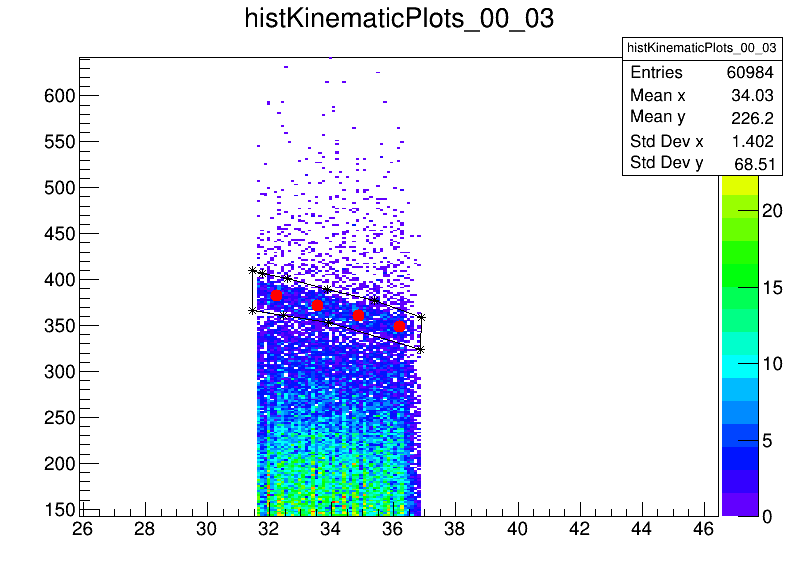 histKinematicPlots_00_03
histKinematicPlots_00_03
Entries 60984
Mean x 34.03
Mean y 226.2
Std Dev x 1.402
Std Dev y 68.51
600
550
500
450
400
350
300
250
200
150
20
15
10
5
0
26 28 30 32 34 36 38 40 42 44 46